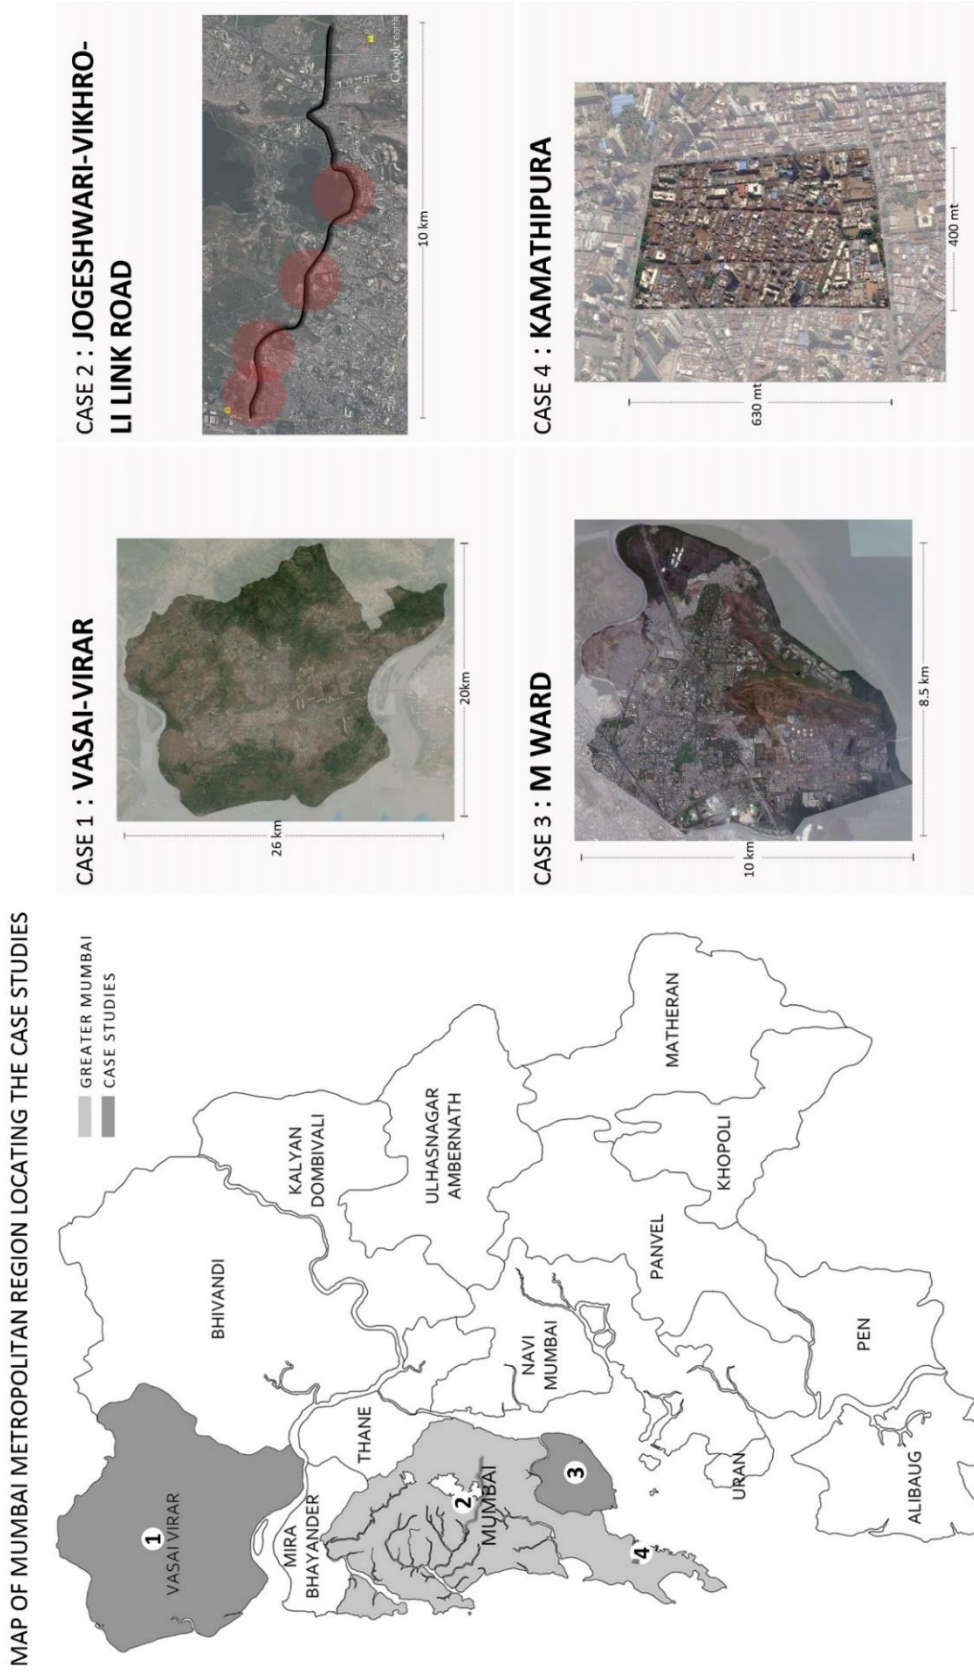 MAP OF MUMBAI METROPOLITAN REGION LOCATING THE CASE STUDIES
GREATER MUMBAI
CASE STUDIES
1
VASAI VIRAR
BHIVANDI
MIRA
BHAYANDER
THANE
KALYAN
DOMBIVALI
ULHASNAGAR
AMBERNATH
2
MUMBAI
3
4
NAVI
MUMBAI
PANVEL
MATHERAN
KHOPOLI
URAN
PEN
ALIBAUG
CASE 1 : VASAI-VIRAR
26 km
20km
CASE 2 : JOGESHWARI-VIKHRO-
LI LINK ROAD
Google earth
10 km
CASE 3 : M WARD
10 km
8.5 km
CASE 4 : KAMATHIPURA
630 mt
400 mt